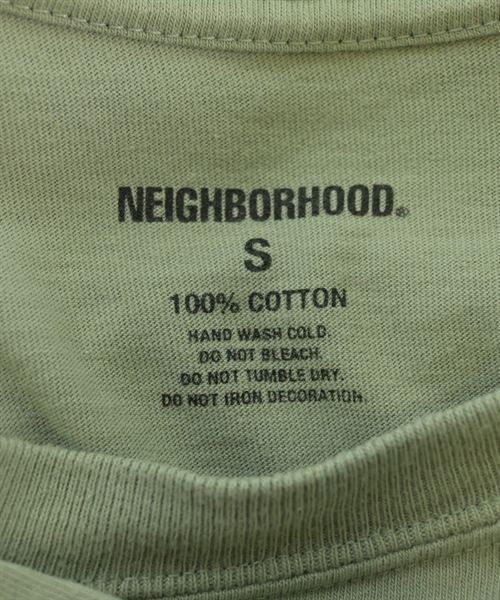 NEIGHBORHOOD®
S
100% COTTON
HAND WASH COLD.
DO NOT BLEACH.
DO NOT TUMBLE DRY.
DO NOT IRON DECORATION.